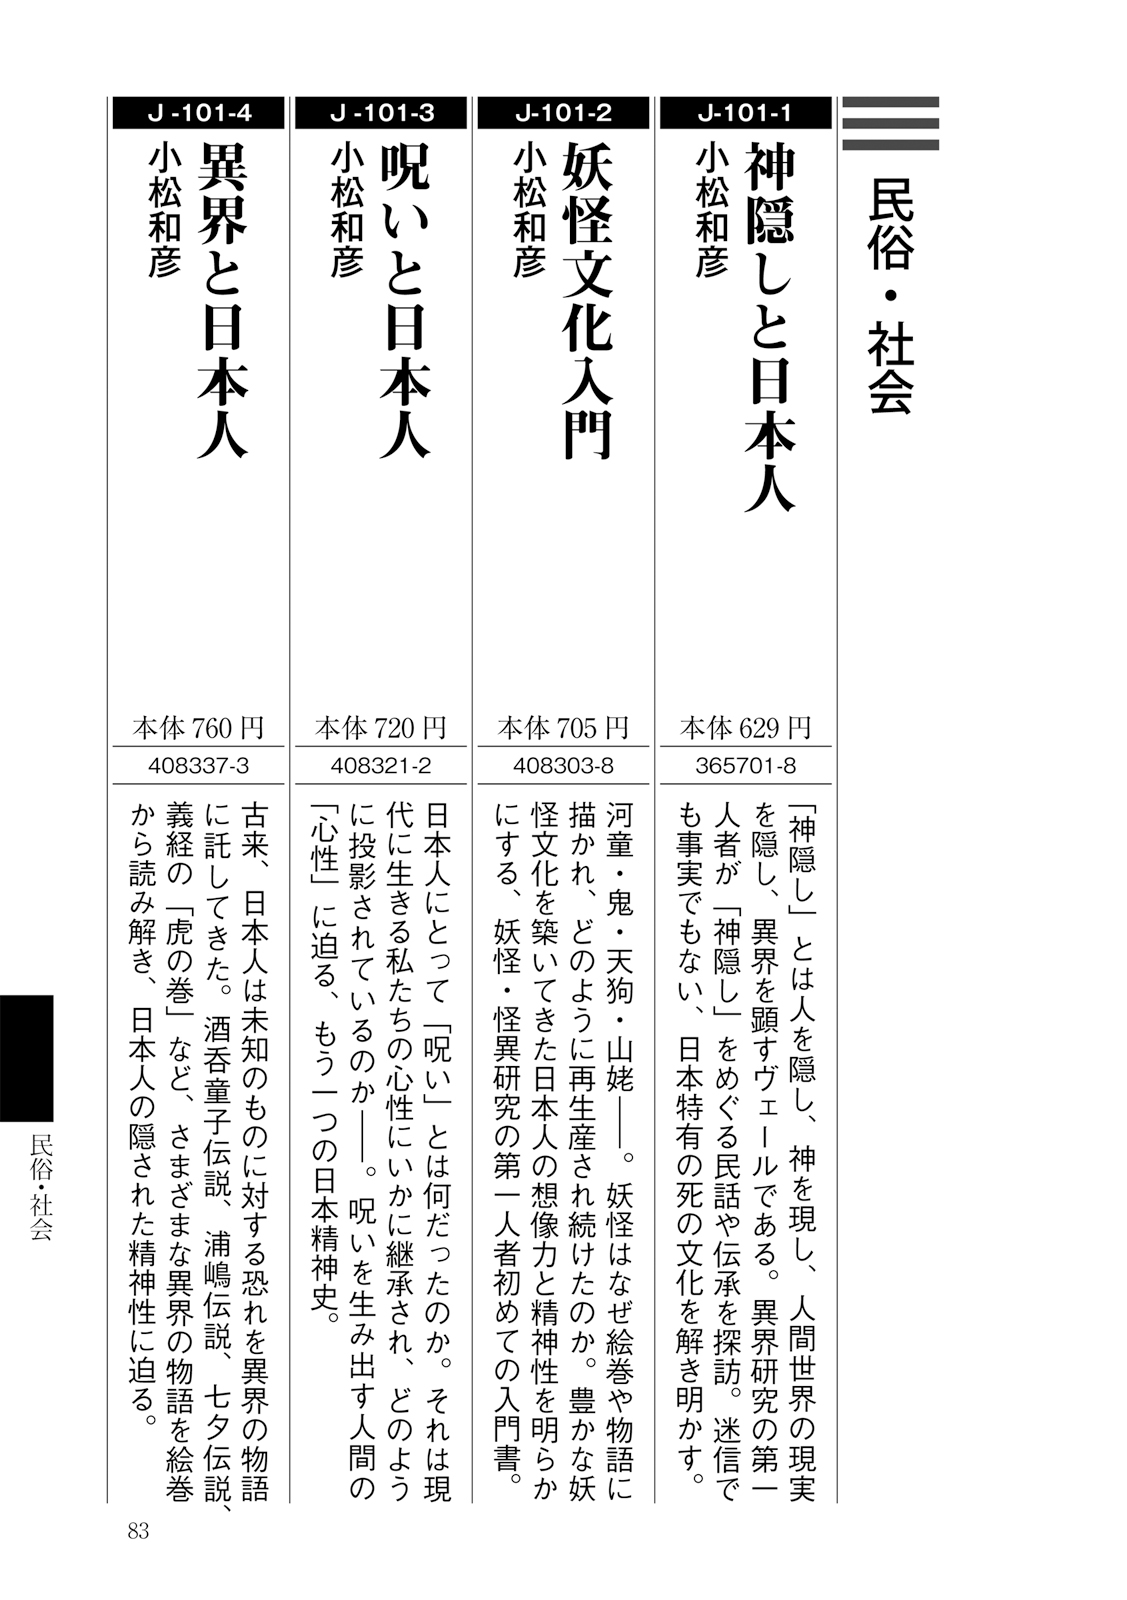 民俗・社会
J-101-1
神隠しと日本人
小松和彦
本体 629 円
365701-8
「神隠し」とは人を隠し、神を現し、人間世界の現実
を隠し、異界を顕すヴェールである。異界研究の第一
人者が「神隠し」をめぐる民話や伝承を探訪。迷信で
も事実でもない、日本特有の死の文化を解き明かす。
J-101-2
妖怪文化入門
小松和彦
本体 705 円
408303-8
河童・鬼・天狗・山姥――。妖怪はなぜ絵巻や物語に
描かれ、どのように再生産され続けたのか。豊かな妖
怪文化を築いてきた日本人の想像力と精神性を明らか
にする、妖怪・怪異研究の第一人者初めての入門書。
J -101-3
呪いと日本人
小松和彦
本体 720 円
408321-2
日本人にとって「呪い」とは何だったのか。それは現
代に生きる私たちの心性にいかに継承され、どのよう
に投影されているのか――。呪いを生み出す人間の
「心性」に迫る、もう一つの日本精神史。
J -101-4
異界と日本人
小松和彦
本体 760 円
408337-3
古来、日本人は未知のものに対する恐れを異界の物語
に託してきた。酒呑童子伝説、浦嶋伝説、七夕伝説、
義経の「虎の巻」など、さまざまな異界の物語を絵巻
から読み解き、日本人の隠された精神性に迫る。
民俗・社会
83